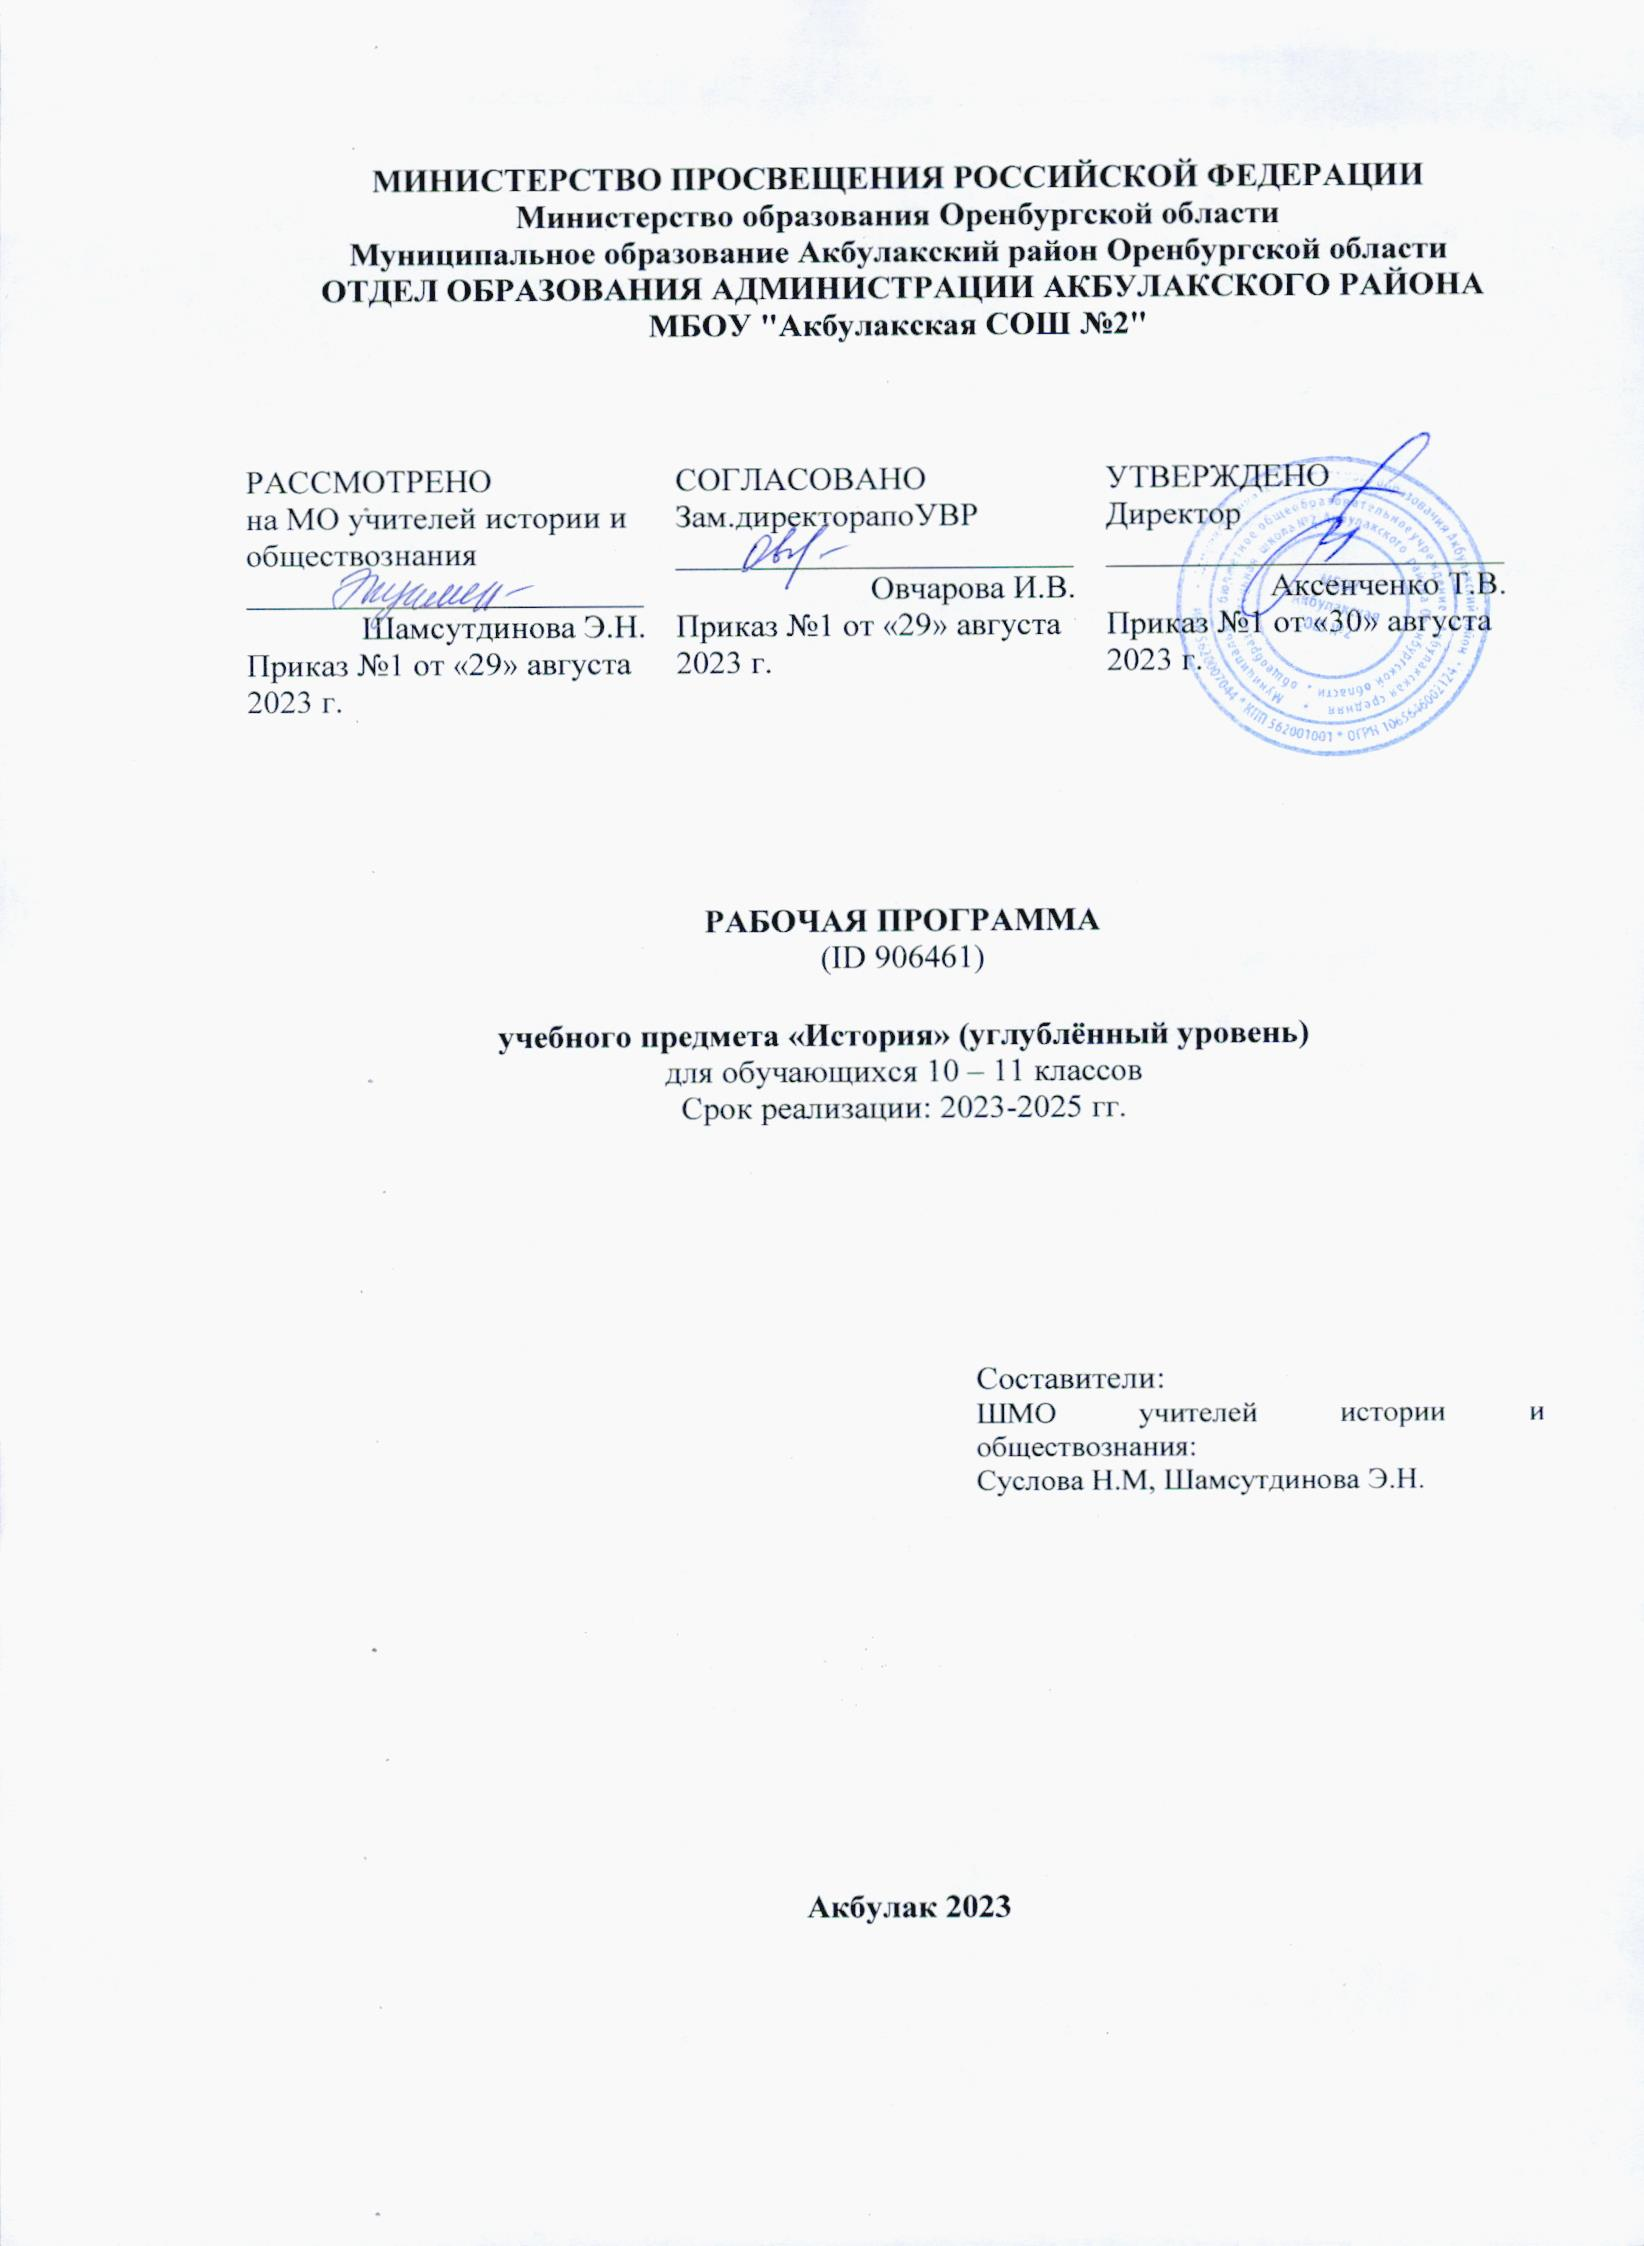 МИНИСТЕРСТВО ПРОСВЕЩЕНИЯ РОССИЙСКОЙ ФЕДЕРАЦИИ
Министерство образования Оренбургской области
Муниципальное образование Акбулакский район Оренбургской области
ОТДЕЛ ОБРАЗОВАНИЯ АДМИНИСТРАЦИИ АКБУЛАКСКОГО РАЙОНА
МБОУ "Акбулакская СОШ №2"
РАССМОТРЕНО
на МО учителей истории и
обществознания
Шамсутдинова Э.Н.
Приказ №1 от «29» августа
2023 г.
СОГЛАСОВАНО
Зам.директорапоУВР
Овчарова И.В.
Приказ №1 от «29» августа
2023 г.
УТВЕРЖДЕНО
Директор
Аксенченко Т.В.
Приказ №1 от «30» августа
2023 г.
КПП 562001001 * ОГРН 1065646002124
РАБОЧАЯ ПРОГРАММА
(ID 906461)
учебного предмета «История» (углублённый уровень)
для обучающихся 10 – 11 классов
Срок реализации: 2023-2025 гг.
Составители:
ШМО учителей истории и
обществознания:
Суслова Н.М, Шамсутдинова Э.Н.
Акбулак 2023